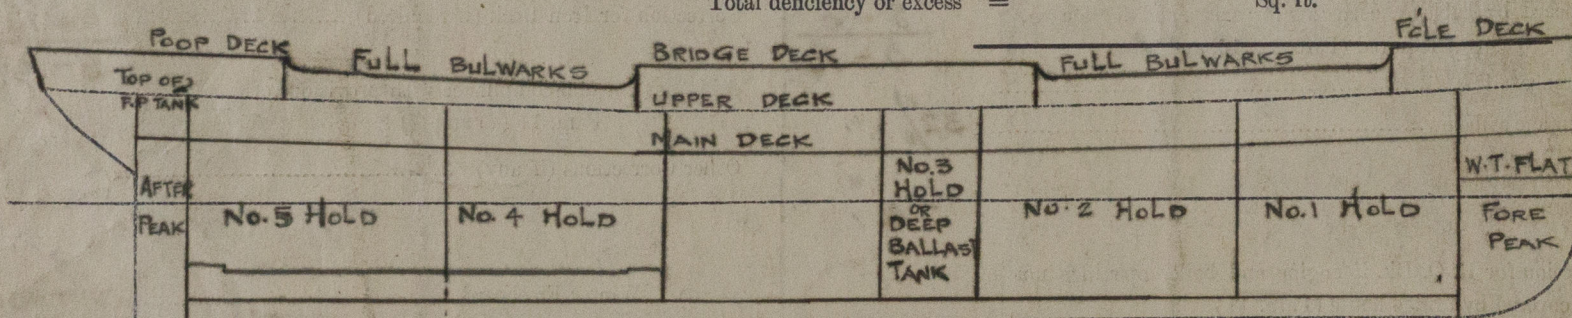 Total deficiency or excess = Sq. ft.
POOP DECK
FULL BULWARKS
BRIDGE DECK
FULL BULWARKS
F'CLE DECK
TOP OF
P.P TANK
UPPER DECK
MAIN DECK
AFTER
PEAK
No. 5 HOLD
No. 4 HOLD
No. 3
HOLD
OR
DEEP
BALLAST
TANK
No. 2 HOLD
No. 1 HOLD
W.T. FLAT
FORE
PEAK